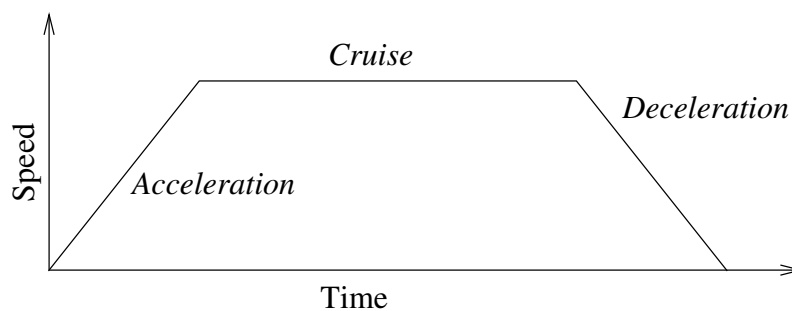 Cruise
Deceleration
Speed
Acceleration
Time